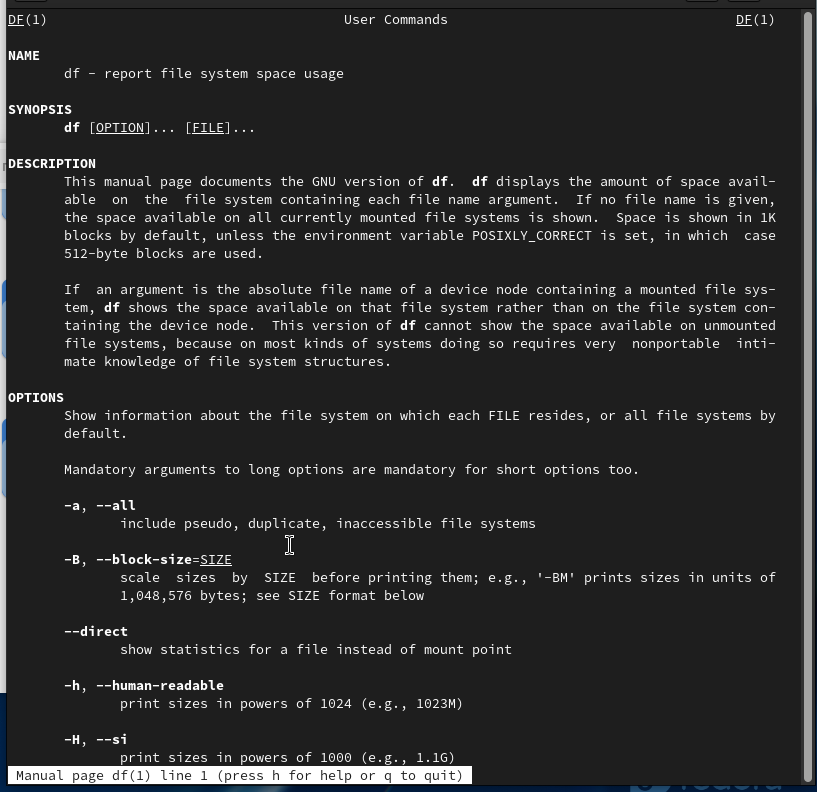 DF(1) User Commands DF(1)
NAME
df - report file system space usage
SYNOPSIS
df [OPTION]... [FILE]...
DESCRIPTION
This manual page documents the GNU version of df. df displays the amount of space avail-
able on the file system containing each file name argument. If no file name is given,
the space available on all currently mounted file systems is shown. Space is shown in 1K
blocks by default, unless the environment variable POSIXLY_CORRECT is set, in which case
512-byte blocks are used.
If an argument is the absolute file name of a device node containing a mounted file sys-
tem, df shows the space available on that file system rather than on the file system con-
taining the device node. This version of df cannot show the space available on unmounted
file systems, because on most kinds of systems doing so requires very nonportable inti-
mate knowledge of file system structures.
OPTIONS
Show information about the file system on which each FILE resides, or all file systems by
default.
Mandatory arguments to long options are mandatory for short options too.
-a, --all
include pseudo, duplicate, inaccessible file systems
-B, --block-size=SIZE
scale sizes by SIZE before printing them; e.g., '-BM' prints sizes in units of
1,048,576 bytes; see SIZE format below
--direct
show statistics for a file instead of mount point
-h, --human-readable
print sizes in powers of 1024 (e.g., 1023M)
-H, --si
print sizes in powers of 1000 (e.g., 1.1G)
Manual page df(1) line 1 (press h for help or q to quit)